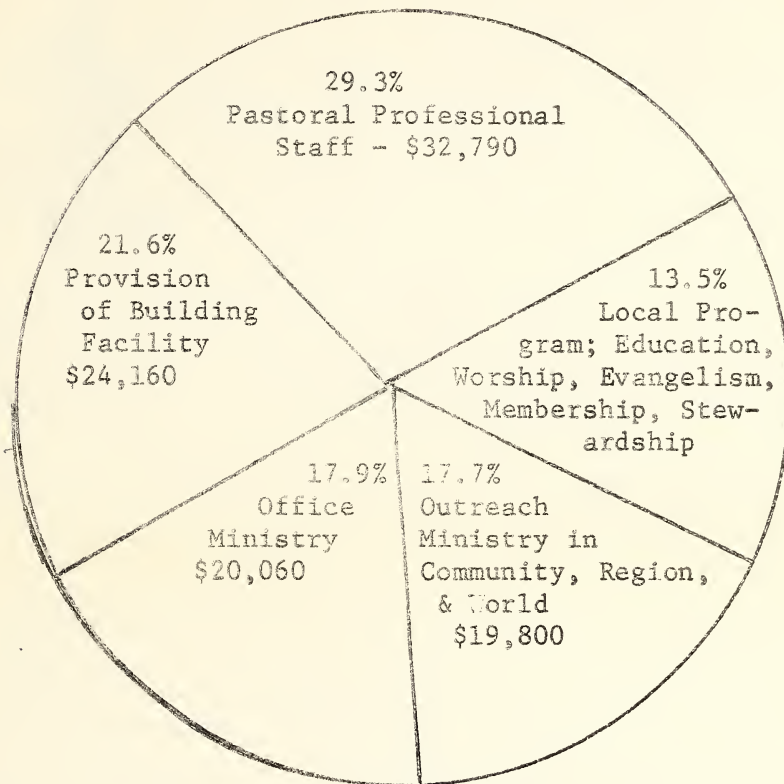 29.3%
Pastoral Professional
Staff - $32,790
21.6%
Provision
of Building
Facility
$24,160
13.5%
Local Pro-
gram; Education,
Worship, Evangelism,
Membership, Stew-
ardship
17.9%
Office
Ministry
$20,060
17.7%
Outreach
Ministry in
Community, Region,
& World
$19,800